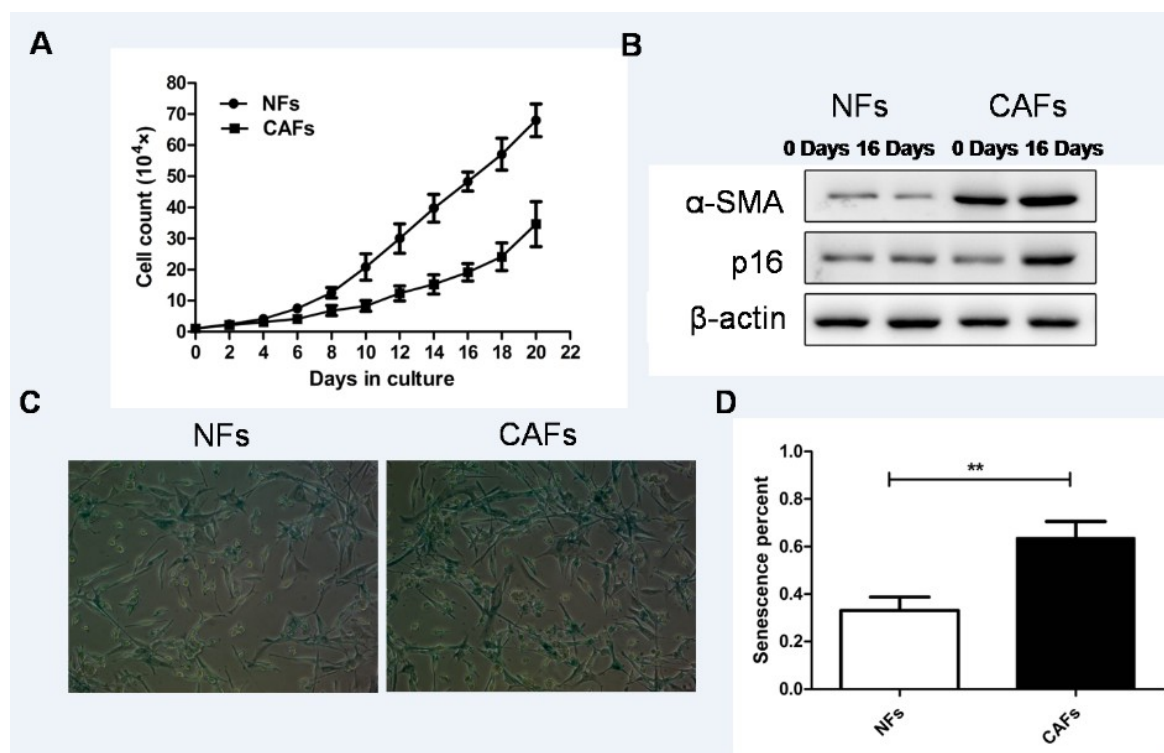 A
80
70
60
50
40
30
20
10
0
Cell count (10⁴×)
NFs
CAFs
0 2 4 6 8 10 12 14 16 18 20 22
Days in culture
B
NFs CAFs
0 Days 16 Days 0 Days 16 Days
α-SMA
p16
β-actin
C
NFs CAFs
D
1.0
0.8
0.6
0.4
0.2
0.0
Senescence percent
**
NFs CAFs